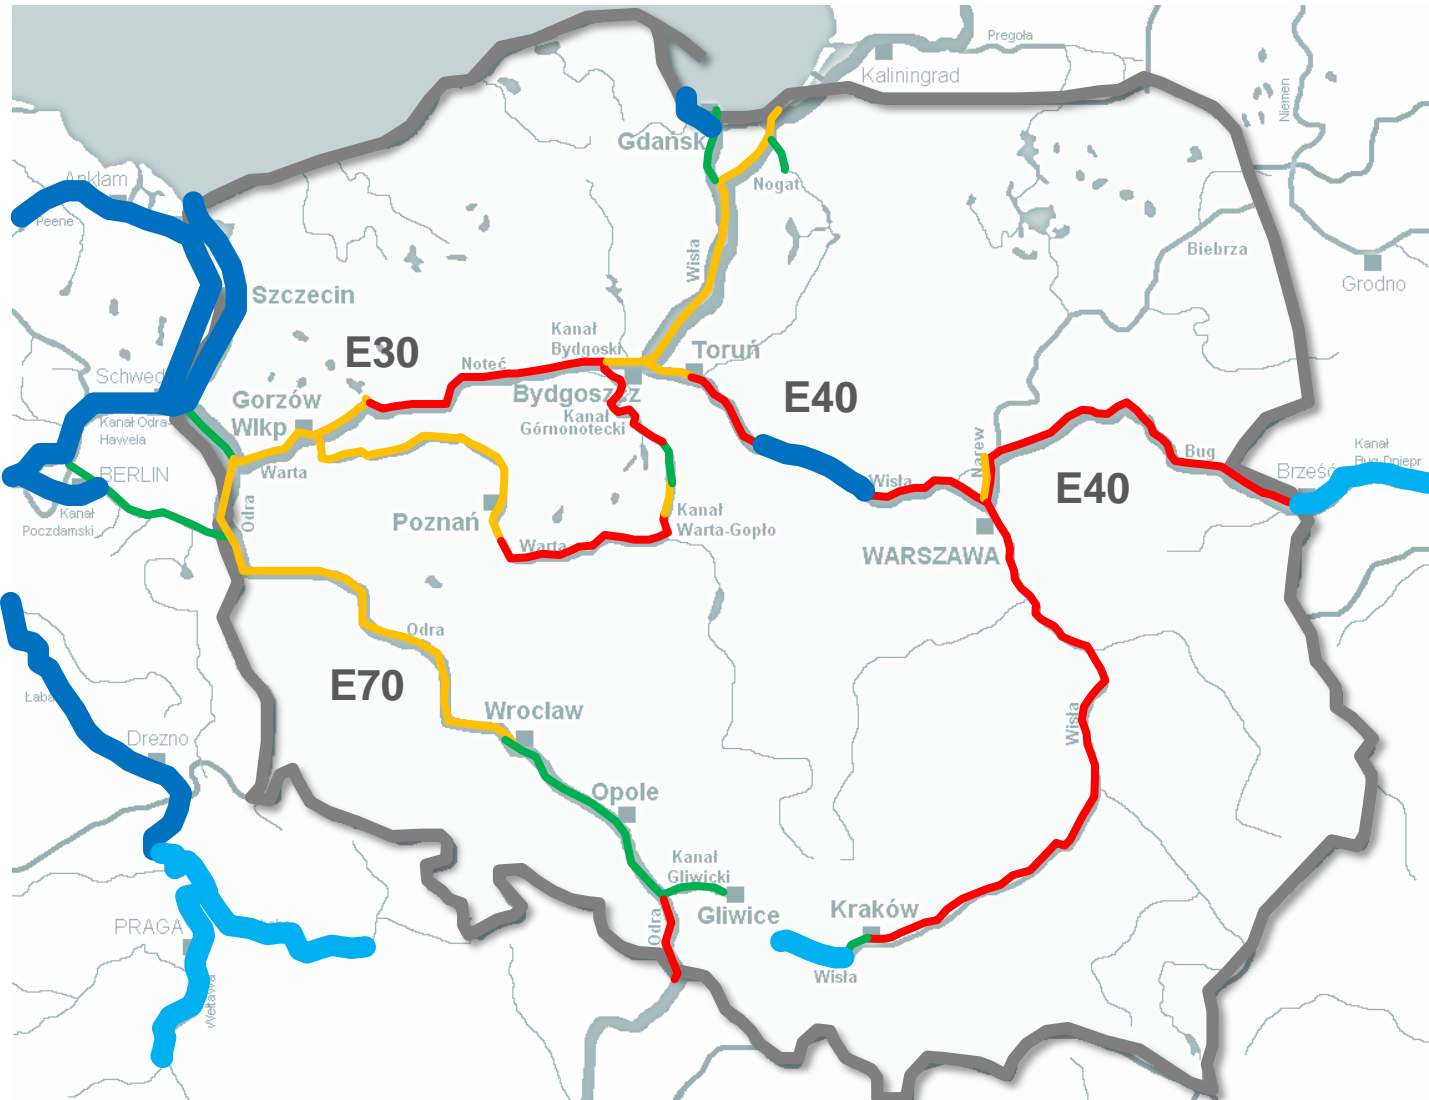 Pregoła
Kaliningrad
Niemen
Gdańsk
Anklam
Peene
Nogat
Biebrza
Wisła
Grodno
Szczecin
Kanał
Bydgoski
Toruń
E30
Noteć
Schwed
Bydgoszcz
E40
Gorzów
Wlkp
Kanał
Górnonotecki
Kanał Odra-
Hawela
Narew
Bug
Kanał
Bug-Dniepr
BERLIN
Warta
Brześć
Wisła
E40
Kanał
Poczdamski
Odra
Poznań
Kanał
Warta-Gopło
Warta
WARSZAWA
Odra
E70
Łaba
Wrocław
Wisła
Drezno
Opole
Kanał
Gliwicki
Gliwice
Kraków
PRAGA
Odra
Wisła
Wełtawa